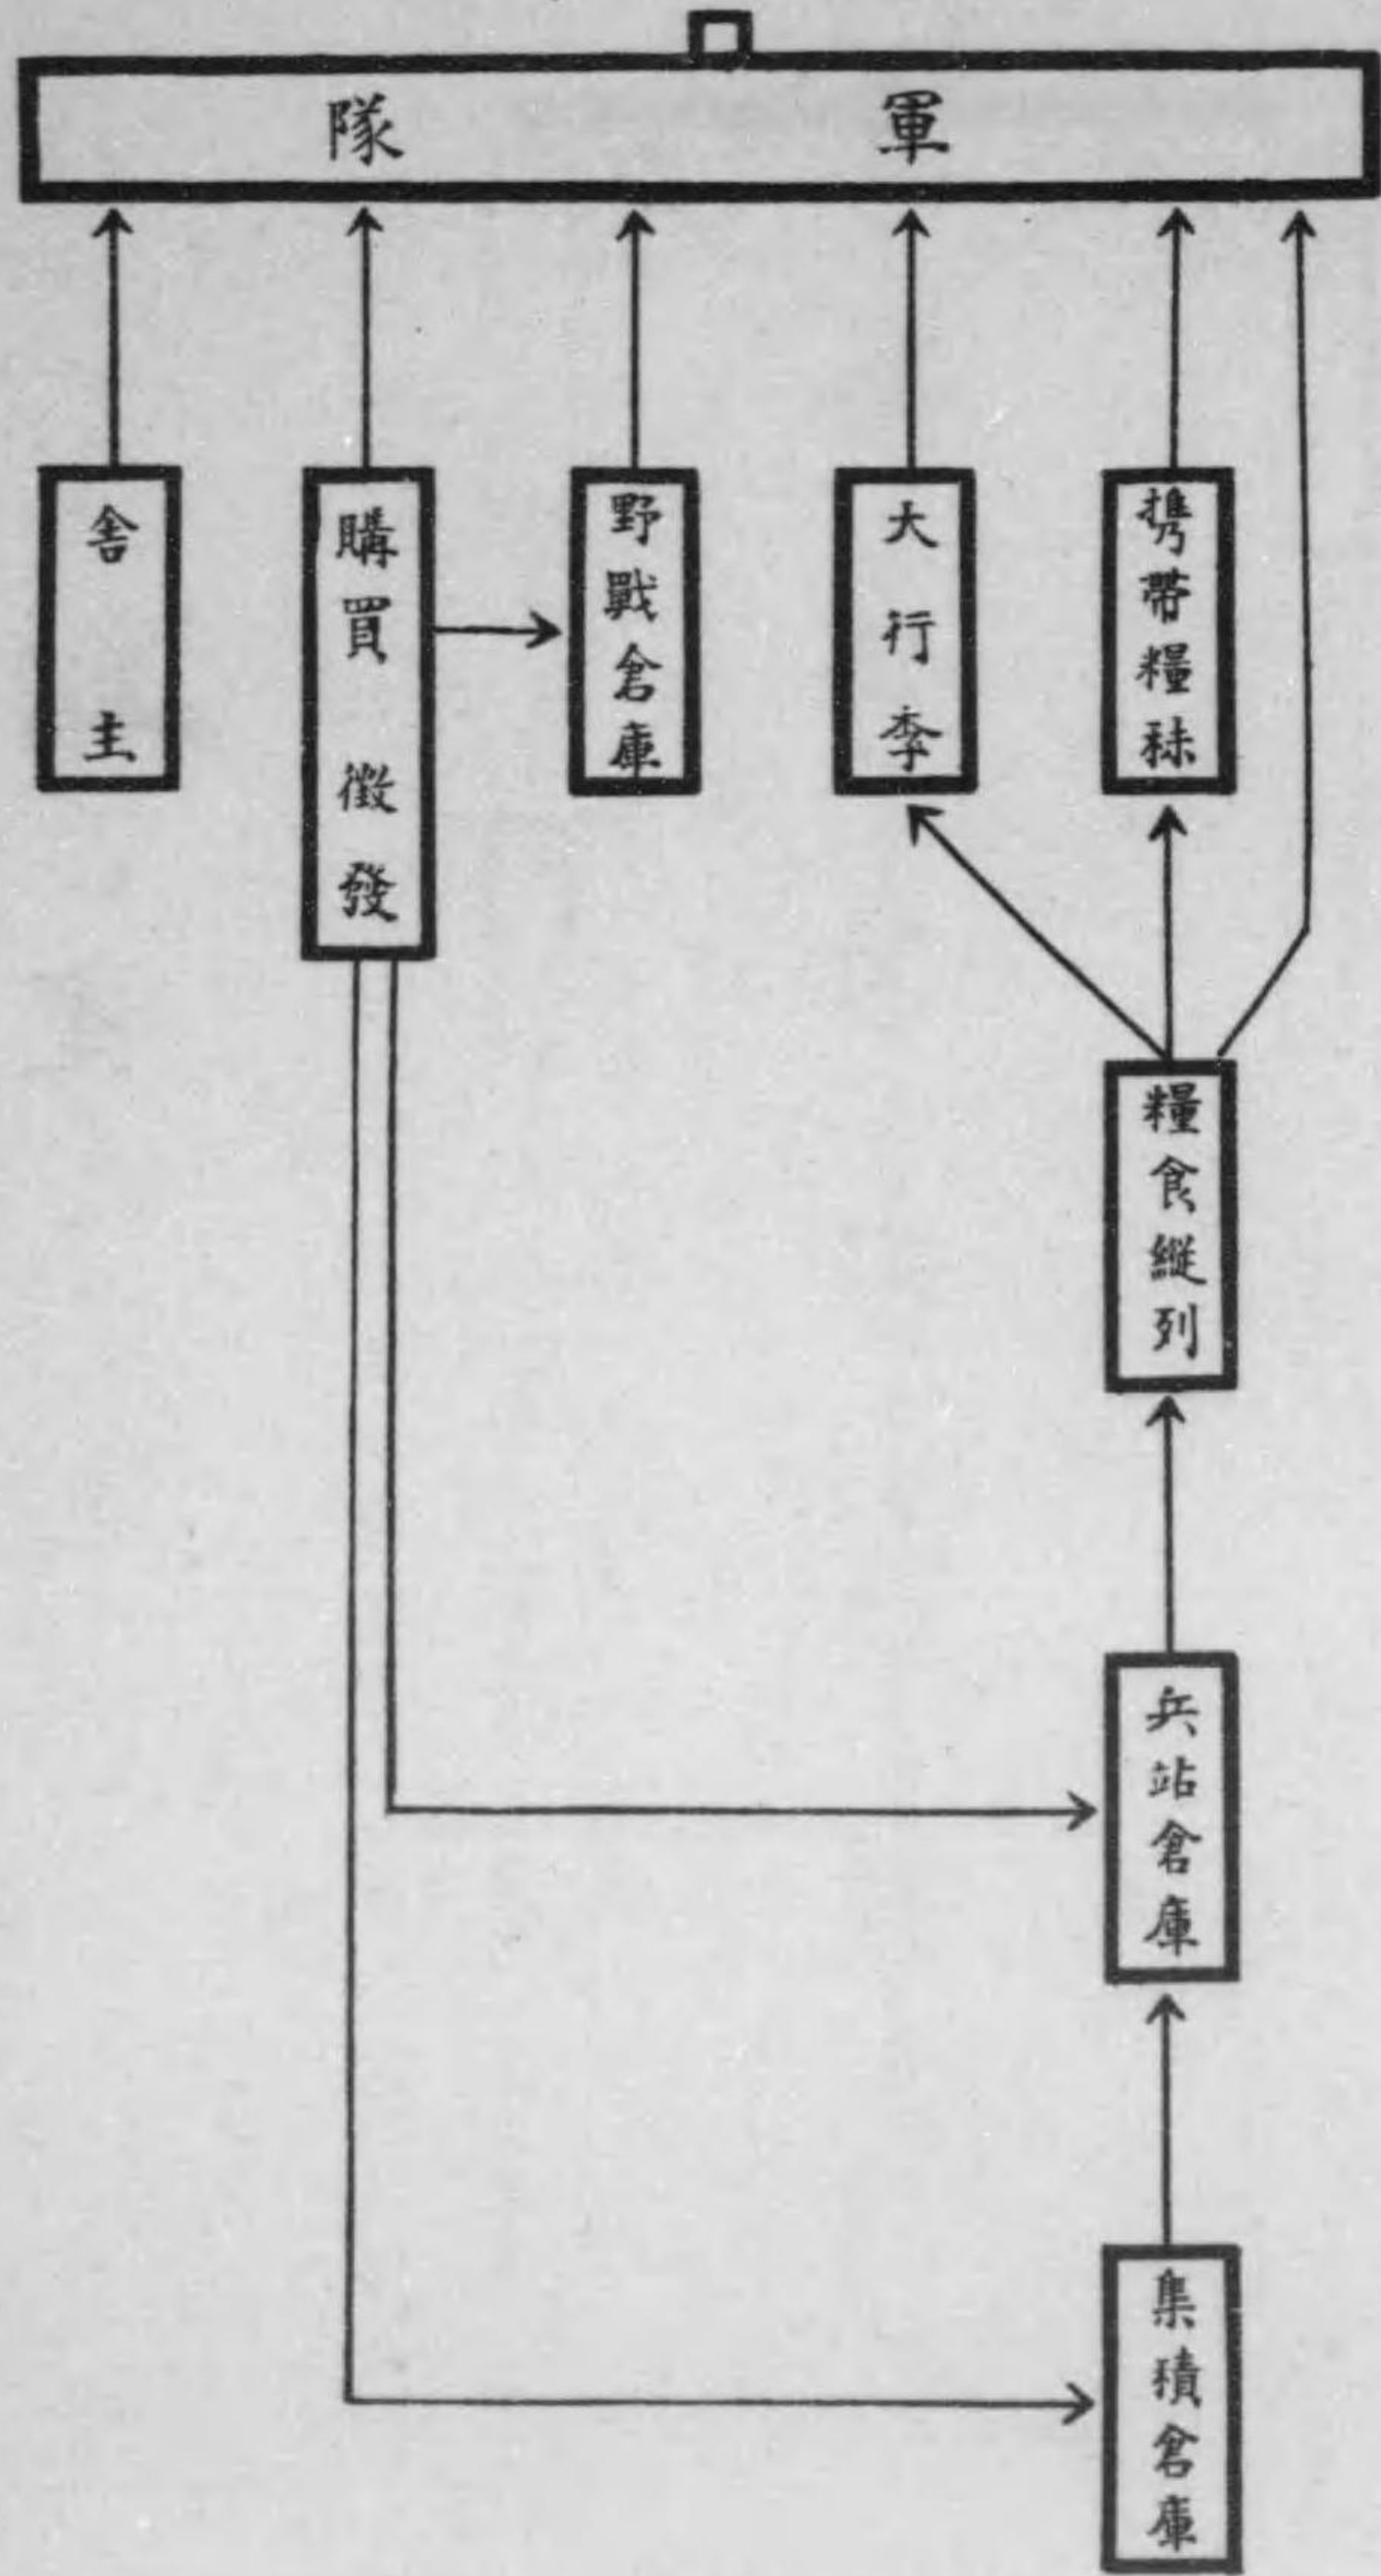 軍隊
携帶糧秣
大行李
野戰倉庫
購買 徵發
舍主
糧食縱列
兵站倉庫
集積倉庫